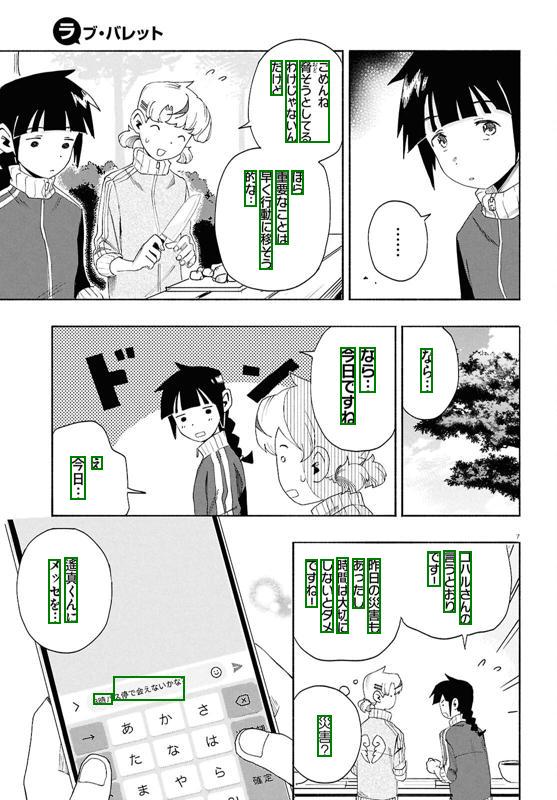 ラブ・バレット
……
ごめんね
脅そうとしてる
わけじゃないん
だけど
ほら
重要なことは
早く行動に移そう
的な…
なら…
なら…
今日ですね
ドーン
え
今日…
7
コハルさんの
言うとおり
です!
昨日の災害も
あったし
時間は大切に
しないとダメ
ですね!
災害?
遥真くんに
メッセを…
ス停で会えないかな
→
あ
か
さ
た
な
は
ま
や
ら
確定